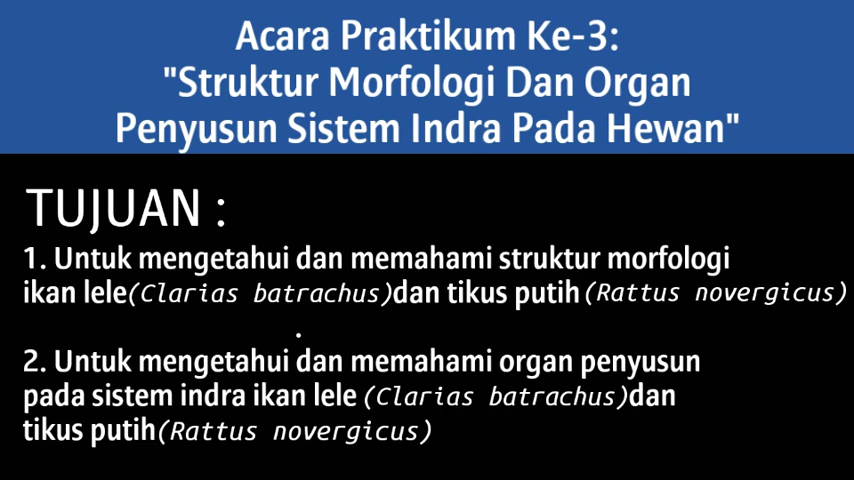 Acara Praktikum Ke-3:
"Struktur Morfologi Dan Organ
Penyusun Sistem Indra Pada Hewan"
TUJUAN :
1. Untuk mengetahui dan memahami struktur morfologi
ikan lele(Clarias batrachus)dan tikus putih(Rattus novergicus)
.
2. Untuk mengetahui dan memahami organ penyusun
pada sistem indra ikan lele (Clarias batrachus)dan
tikus putih(Rattus novergicus)